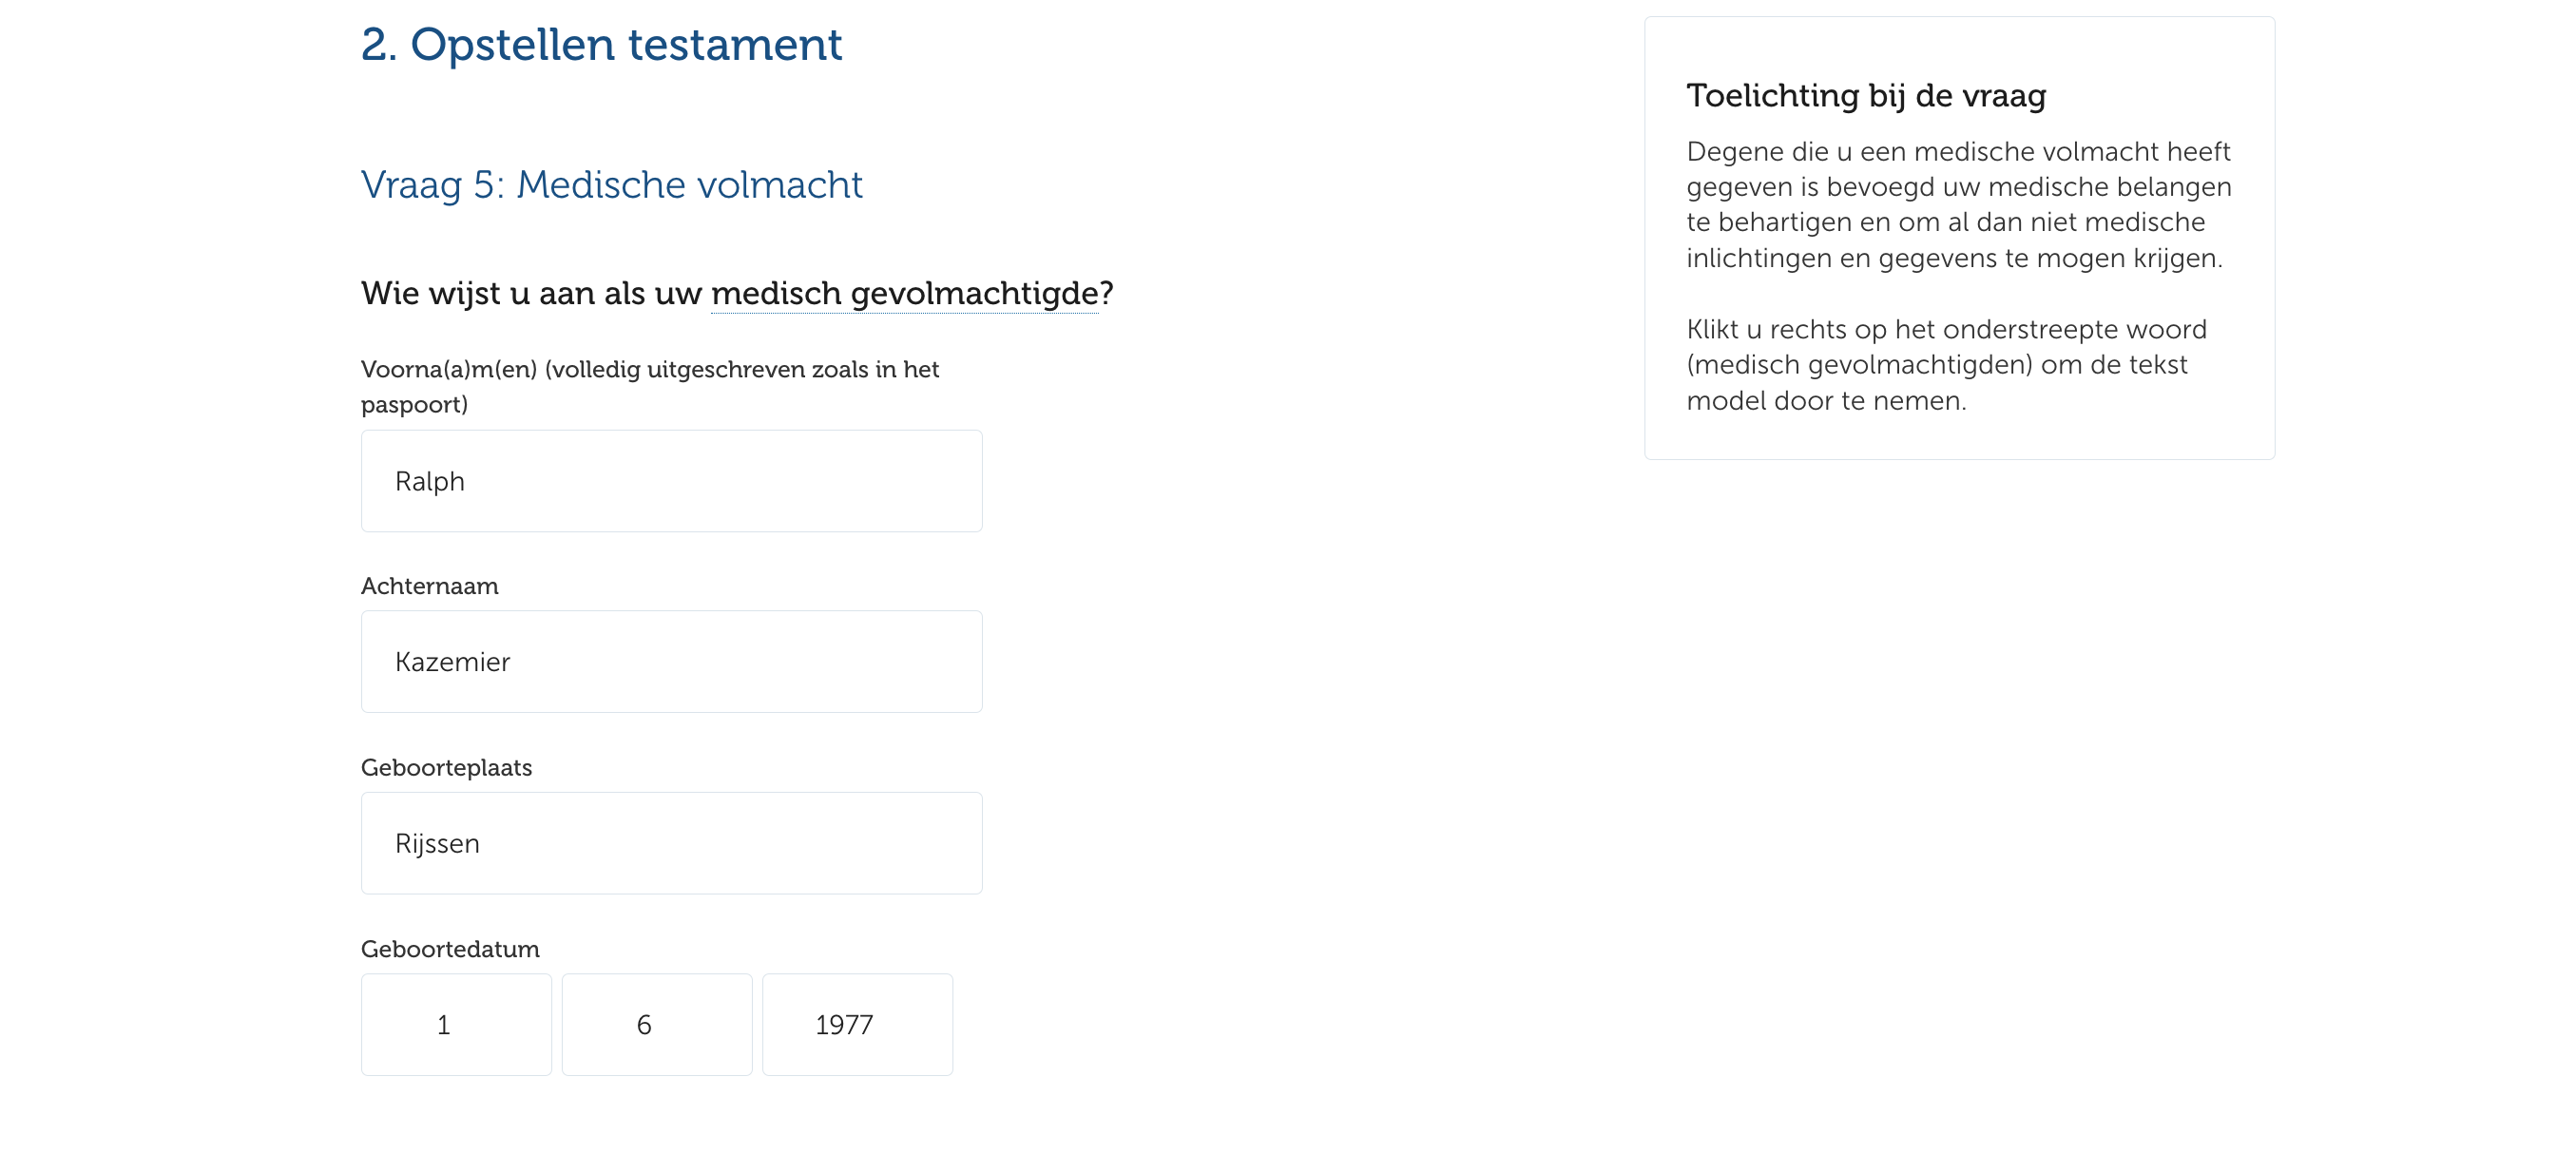 2. Opstellen testament
Vraag 5: Medische volmacht
Wie wijst u aan als uw medisch gevolmachtigde?
Voorna(a)m(en) (volledig uitgeschreven zoals in het
paspoort)
Ralph
Achternaam
Kazemier
Geboorteplaats
Rijssen
Geboortedatum
1 6 1977
Toelichting bij de vraag
Degene die u een medische volmacht heeft
gegeven is bevoegd uw medische belangen
te behartigen en om al dan niet medische
inlichtingen en gegevens te mogen krijgen.
Klikt u rechts op het onderstreepte woord
(medisch gevolmachtigden) om de tekst
model door te nemen.